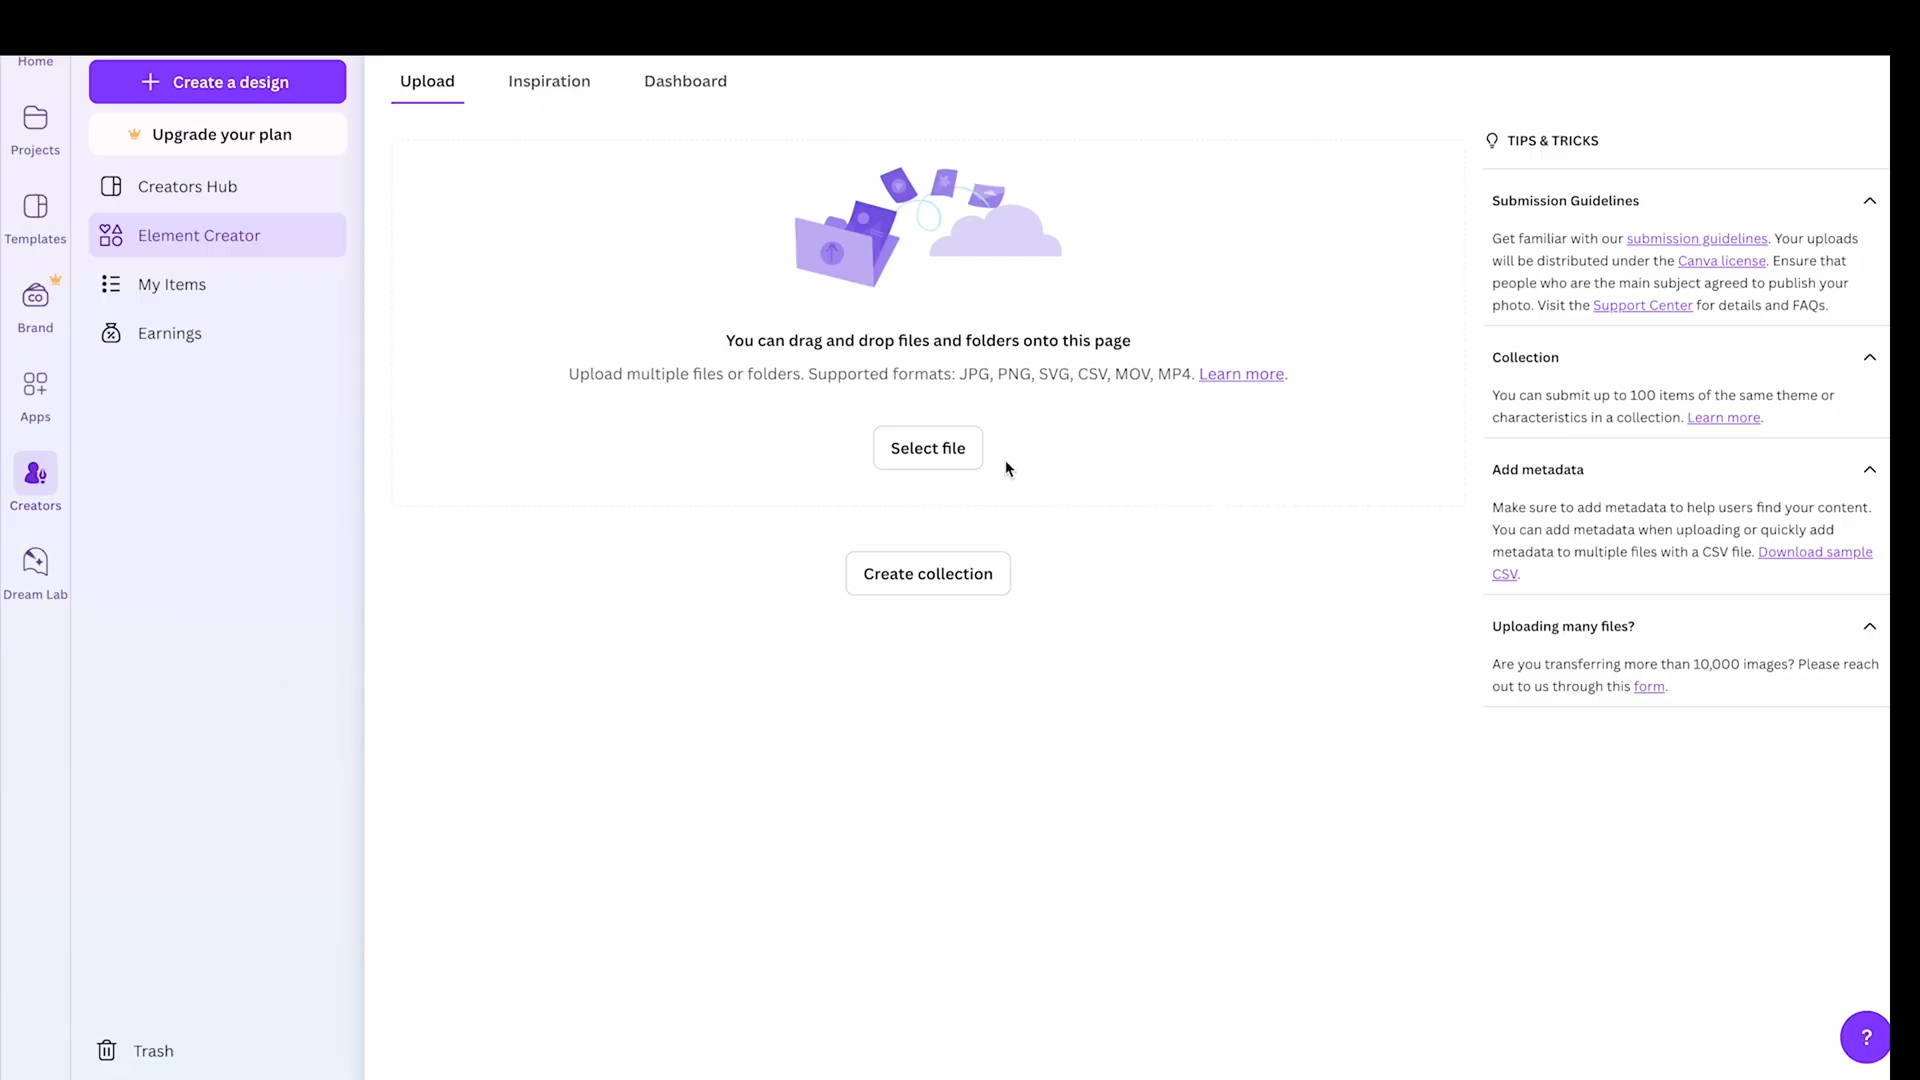 Home
Projects
Templates
Brand
Apps
Creators
Dream Lab
Create a design
Upgrade your plan
Creators Hub
Element Creator
My Items
Earnings
Trash
Upload
Inspiration
Dashboard
You can drag and drop files and folders onto this page
Upload multiple files or folders. Supported formats: JPG, PNG, SVG, CSV, MOV, MP4. Learn more.
Select file
Create collection
TIPS & TRICKS
Submission Guidelines
Get familiar with our submission guidelines. Your uploads
will be distributed under the Canva license. Ensure that
people who are the main subject agreed to publish your
photo. Visit the Support Center for details and FAQs.
Collection
You can submit up to 100 items of the same theme or
characteristics in a collection. Learn more.
Add metadata
Make sure to add metadata to help users find your content.
You can add metadata when uploading or quickly add
metadata to multiple files with a CSV file. Download sample
CSV.
Uploading many files?
Are you transferring more than 10,000 images? Please reach
out to us through this form.
?
CO